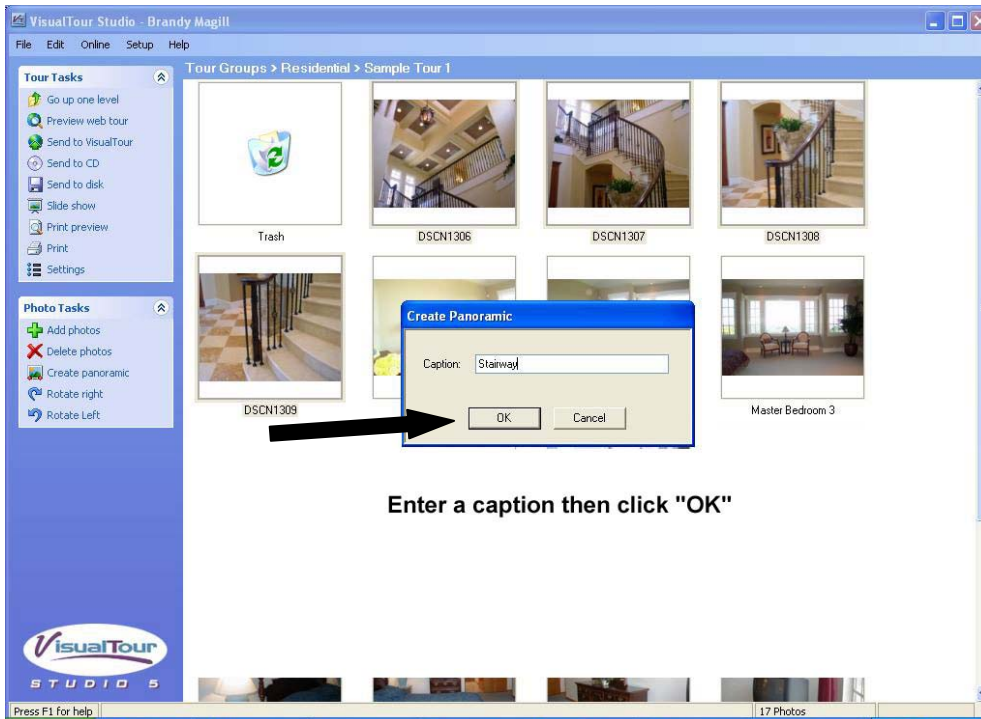 VisualTour Studio - Brandy Magill
File Edit Online Setup Help
Tour Groups > Residential > Sample Tour 1
Tour Tasks
Go up one level
Preview web tour
Send to VisualTour
Send to CD
Send to disk
Slide show
Print preview
Print
Settings
Photo Tasks
Add photos
Delete photos
Create panoramic
Rotate right
Rotate Left
Trash
DSCN1306
DSCN1307
DSCN1308
DSCN1309
Master Bedroom 3
Create Panoramic
Caption: Stairway
OK Cancel
Enter a caption then click "OK"
VisualTour
STUDIO 5
Press F1 for help
17 Photos